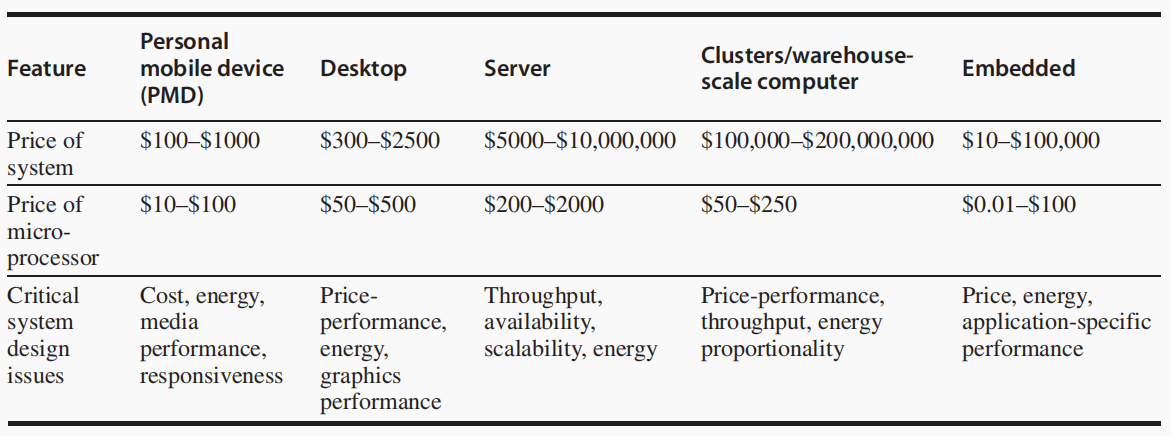 Feature
Personal
mobile device
(PMD)
Desktop
Server
Clusters/warehouse-
scale computer
Embedded
Price of
system
$100–$1000
$300–$2500
$5000–$10,000,000
$100,000–$200,000,000
$10–$100,000
Price of
micro-
processor
$10–$100
$50–$500
$200–$2000
$50–$250
$0.01–$100
Critical
system
design
issues
Cost, energy,
media
performance,
responsiveness
Price-
performance,
energy,
graphics
performance
Throughput,
availability,
scalability, energy
Price-performance,
throughput, energy
proportionality
Price, energy,
application-specific
performance